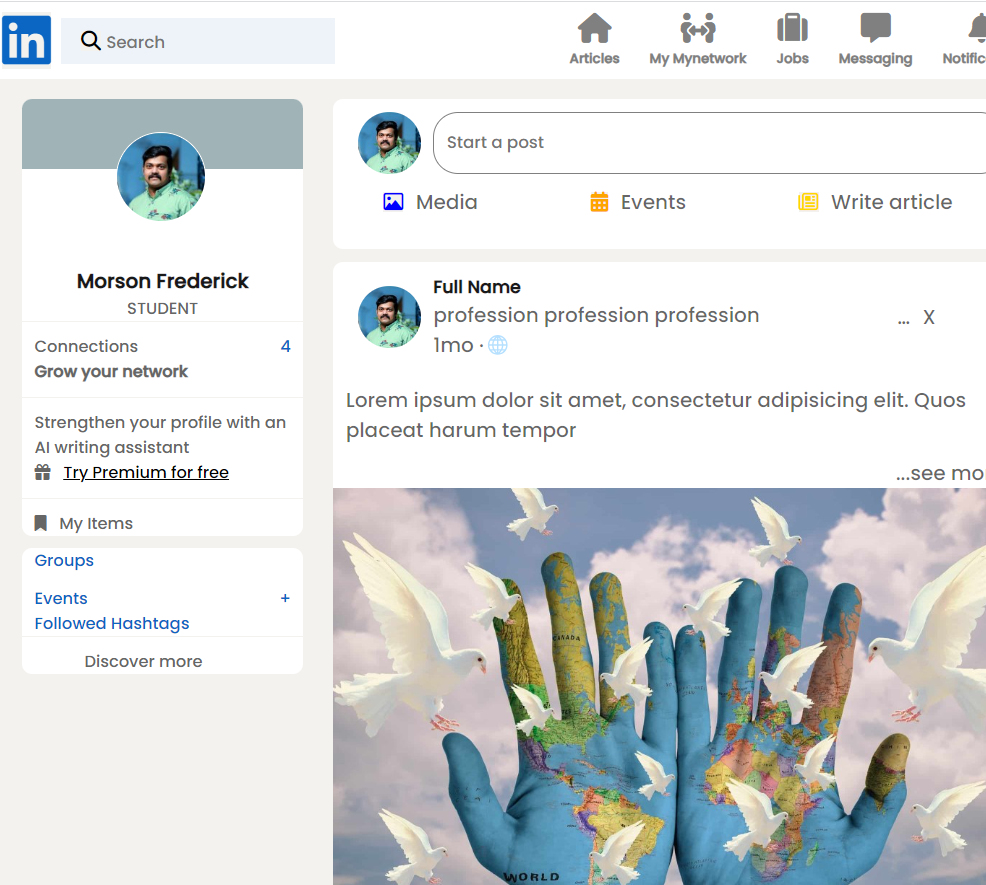 in
Search
Articles
My Mynetwork
Jobs
Messaging
Notific
Start a post
Media
Events
Write article
Morson Frederick
STUDENT
Connections 4
Grow your network
Strengthen your profile with an
AI writing assistant
Try Premium for free
My Items
Groups
Events +
Followed Hashtags
Discover more
Full Name
profession profession profession
... X
1mo ·
Lorem ipsum dolor sit amet, consectetur adipisicing elit. Quos
placeat harum tempor
...see mo
CANADA
WORLD